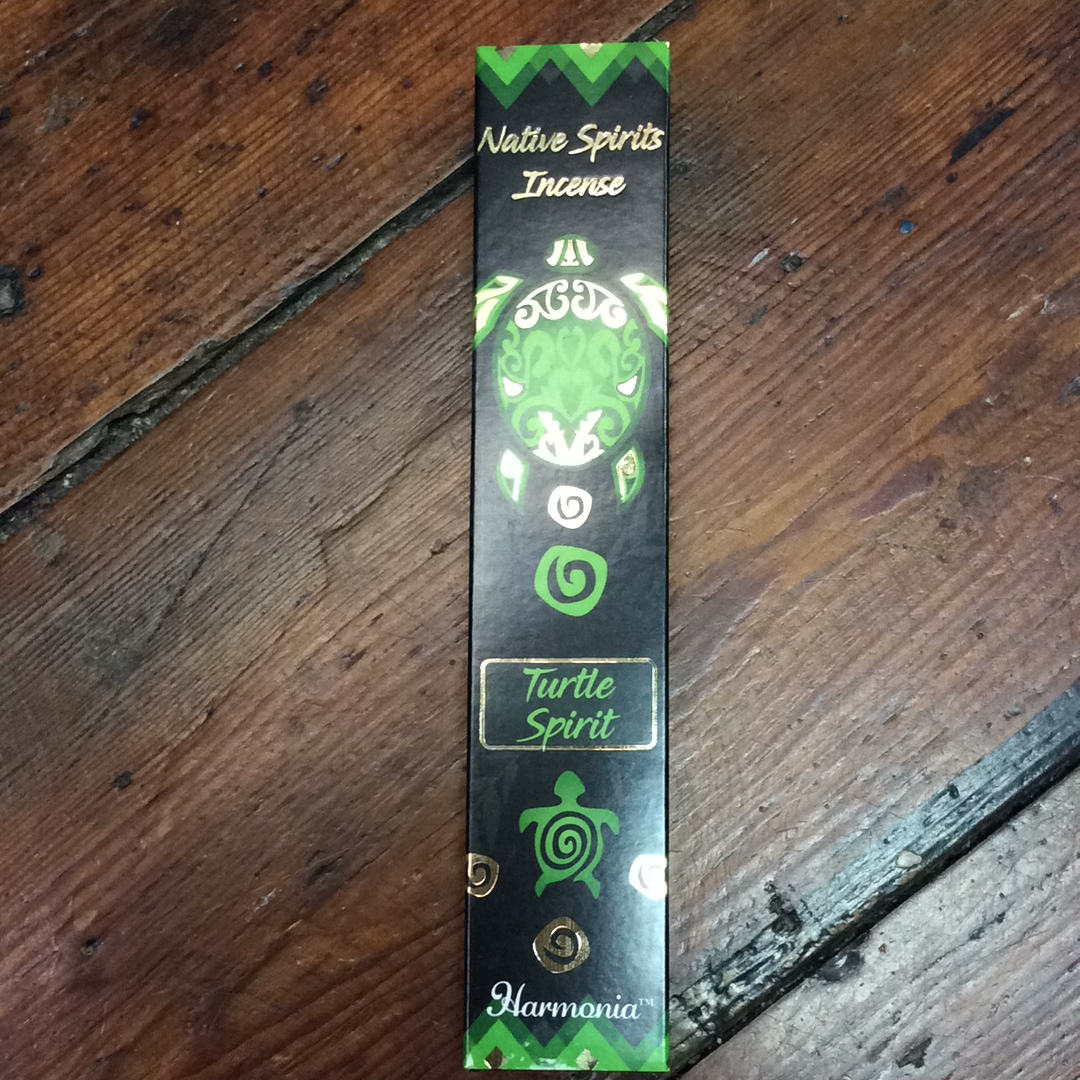 Native Spirits
Incense
Turtle
Spirit
Harmonia™